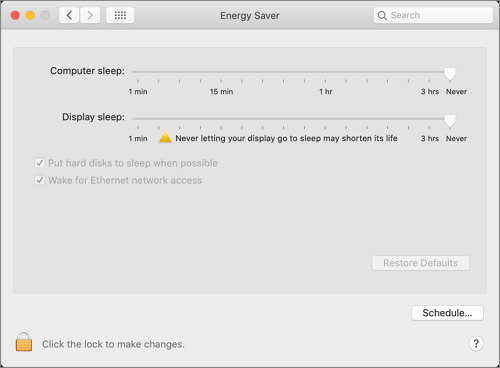 Energy Saver
Search
Computer sleep:
1 min 15 min 1 hr 3 hrs Never
Display sleep:
1 min Never letting your display go to sleep may shorten its life 3 hrs Never
Put hard disks to sleep when possible
Wake for Ethernet network access
Restore Defaults
Schedule...
Click the lock to make changes.
?